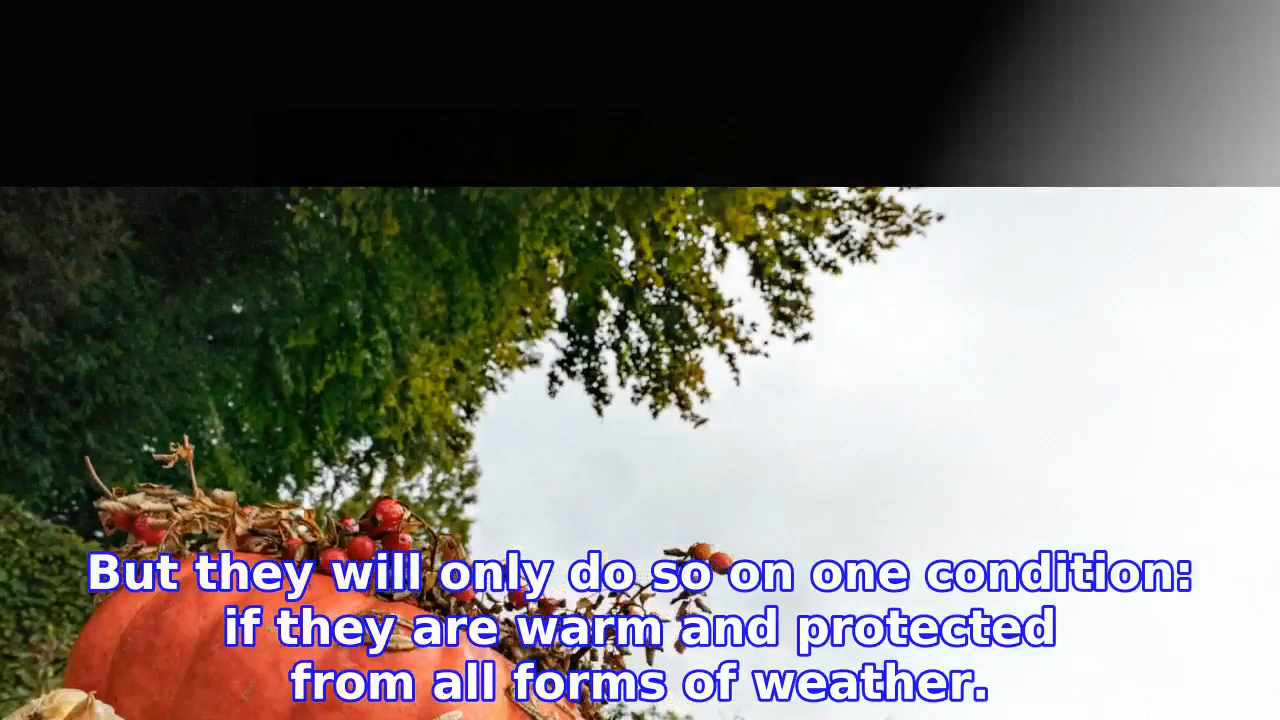 But they will only do so on one condition:
if they are warm and protected
from all forms of weather.